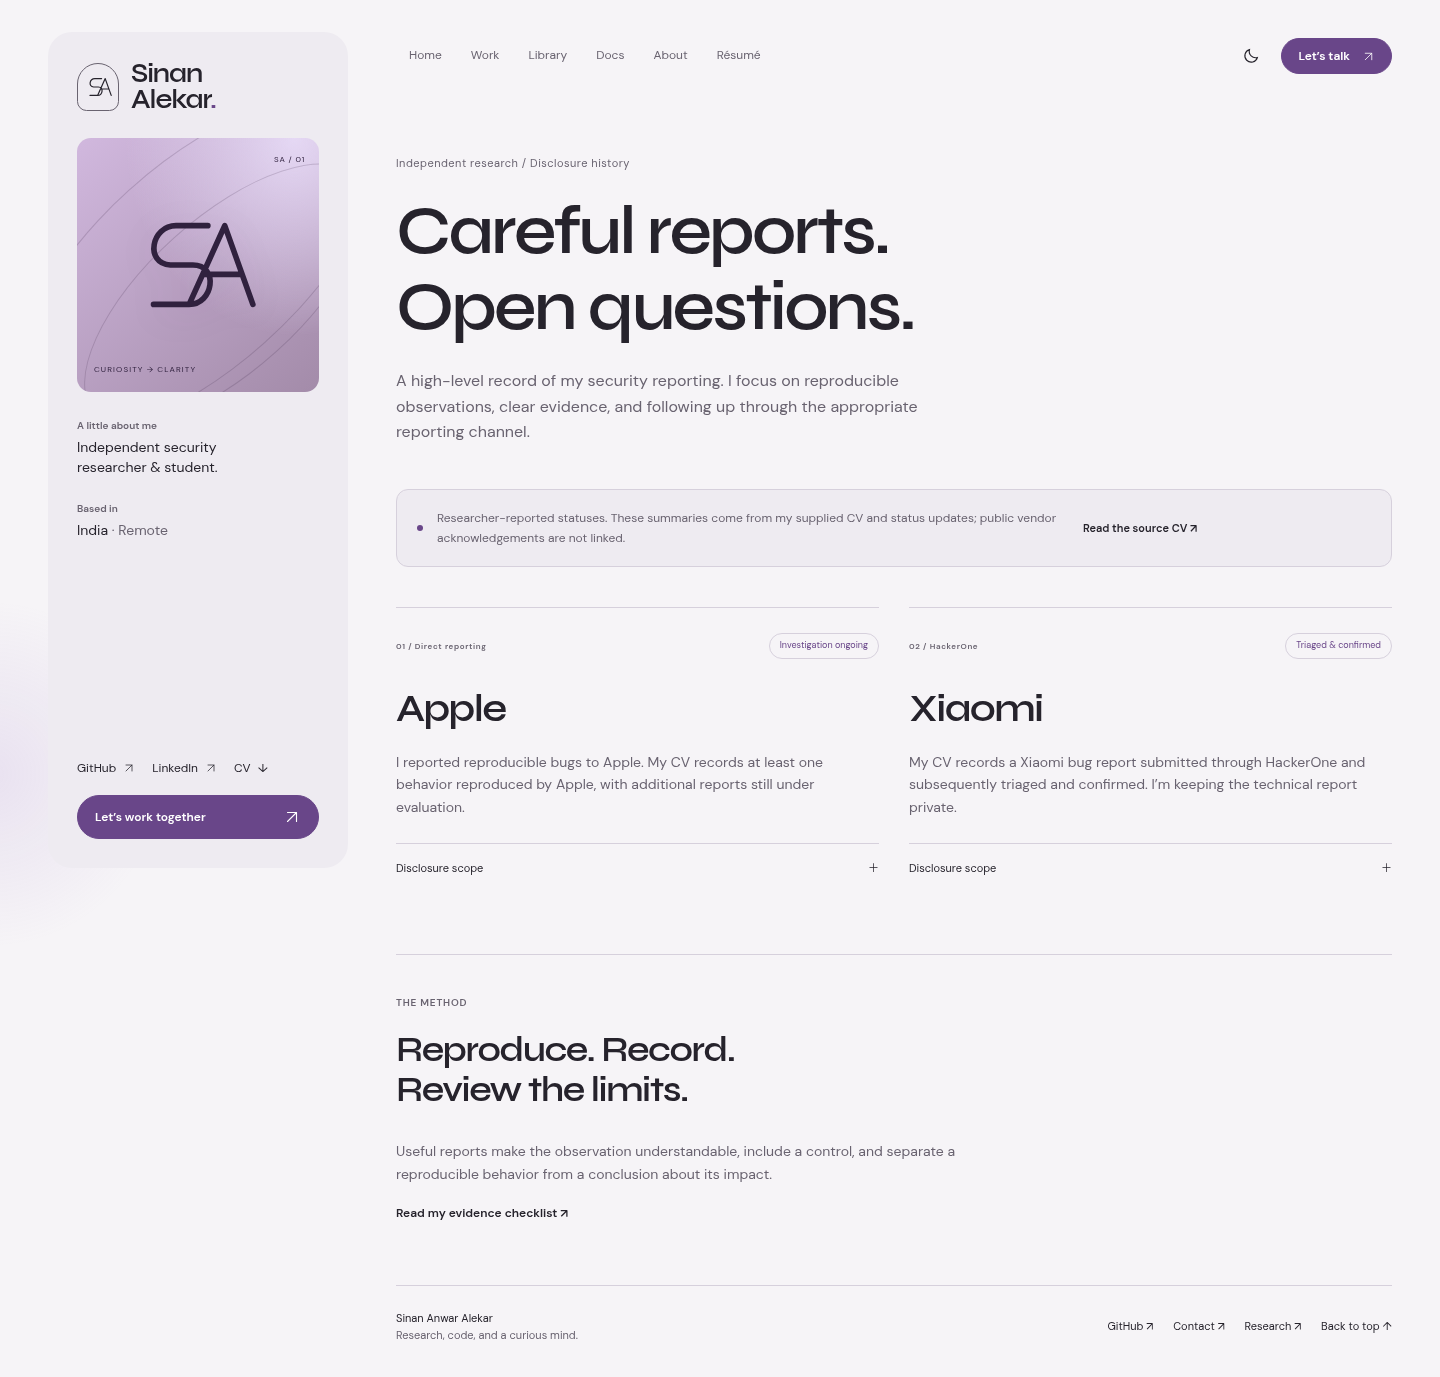 SA
Sinan
Alekar.
SA / 01
SA
CURIOSITY → CLARITY
A little about me
Independent security
researcher & student.
Based in
India · Remote
GitHub ↗ LinkedIn ↗ CV ↓
Let's work together ↗
Home Work Library Docs About Résumé
Let's talk ↗
Independent research / Disclosure history
Careful reports.
Open questions.
A high-level record of my security reporting. I focus on reproducible
observations, clear evidence, and following up through the appropriate
reporting channel.
Researcher-reported statuses. These summaries come from my supplied CV and status updates; public vendor
acknowledgements are not linked.
Read the source CV ↗
01 / Direct reporting
Investigation ongoing
Apple
I reported reproducible bugs to Apple. My CV records at least one
behavior reproduced by Apple, with additional reports still under
evaluation.
Disclosure scope +
02 / HackerOne
Triaged & confirmed
Xiaomi
My CV records a Xiaomi bug report submitted through HackerOne and
subsequently triaged and confirmed. I'm keeping the technical report
private.
Disclosure scope +
THE METHOD
Reproduce. Record.
Review the limits.
Useful reports make the observation understandable, include a control, and separate a
reproducible behavior from a conclusion about its impact.
Read my evidence checklist ↗
Sinan Anwar Alekar
Research, code, and a curious mind.
GitHub ↗ Contact ↗ Research ↗ Back to top ↑